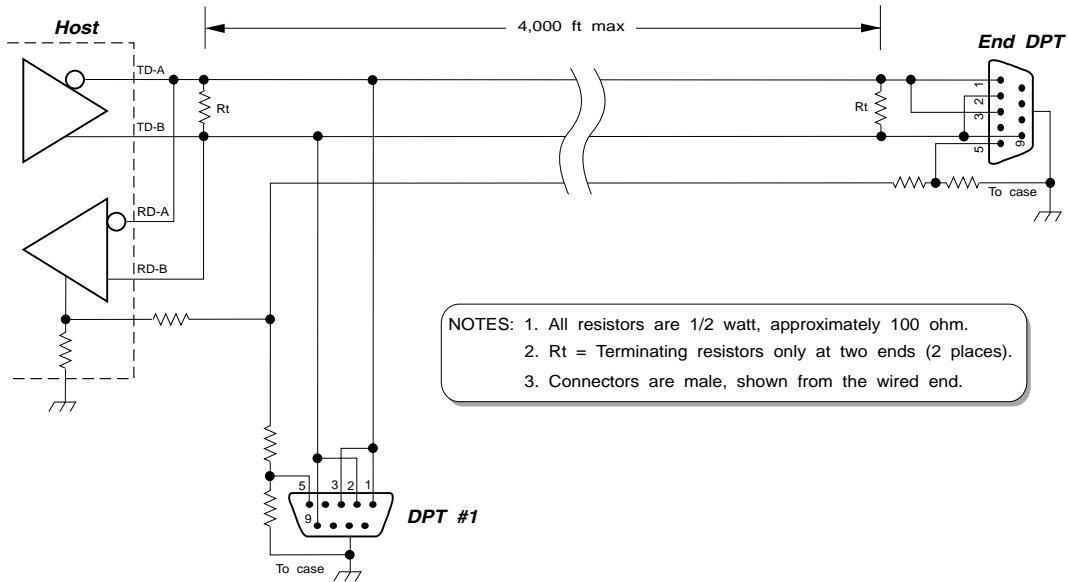 Host
4,000 ft max
End DPT
TD-A
Rt
Rt
TD-B
1
2
3
9
5
To case
RD-A
RD-B
NOTES: 1. All resistors are 1/2 watt, approximately 100 ohm.
2. Rt = Terminating resistors only at two ends (2 places).
3. Connectors are male, shown from the wired end.
5
3
2
1
9
DPT #1
To case